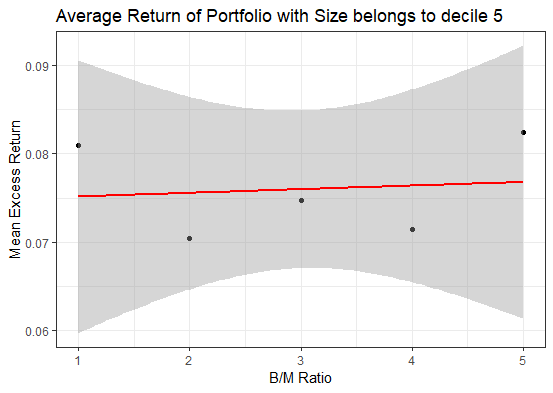 Average Return of Portfolio with Size belongs to decile 5
Mean Excess Return
0.09
0.08
0.07
0.06
1 2 3 4 5
B/M Ratio